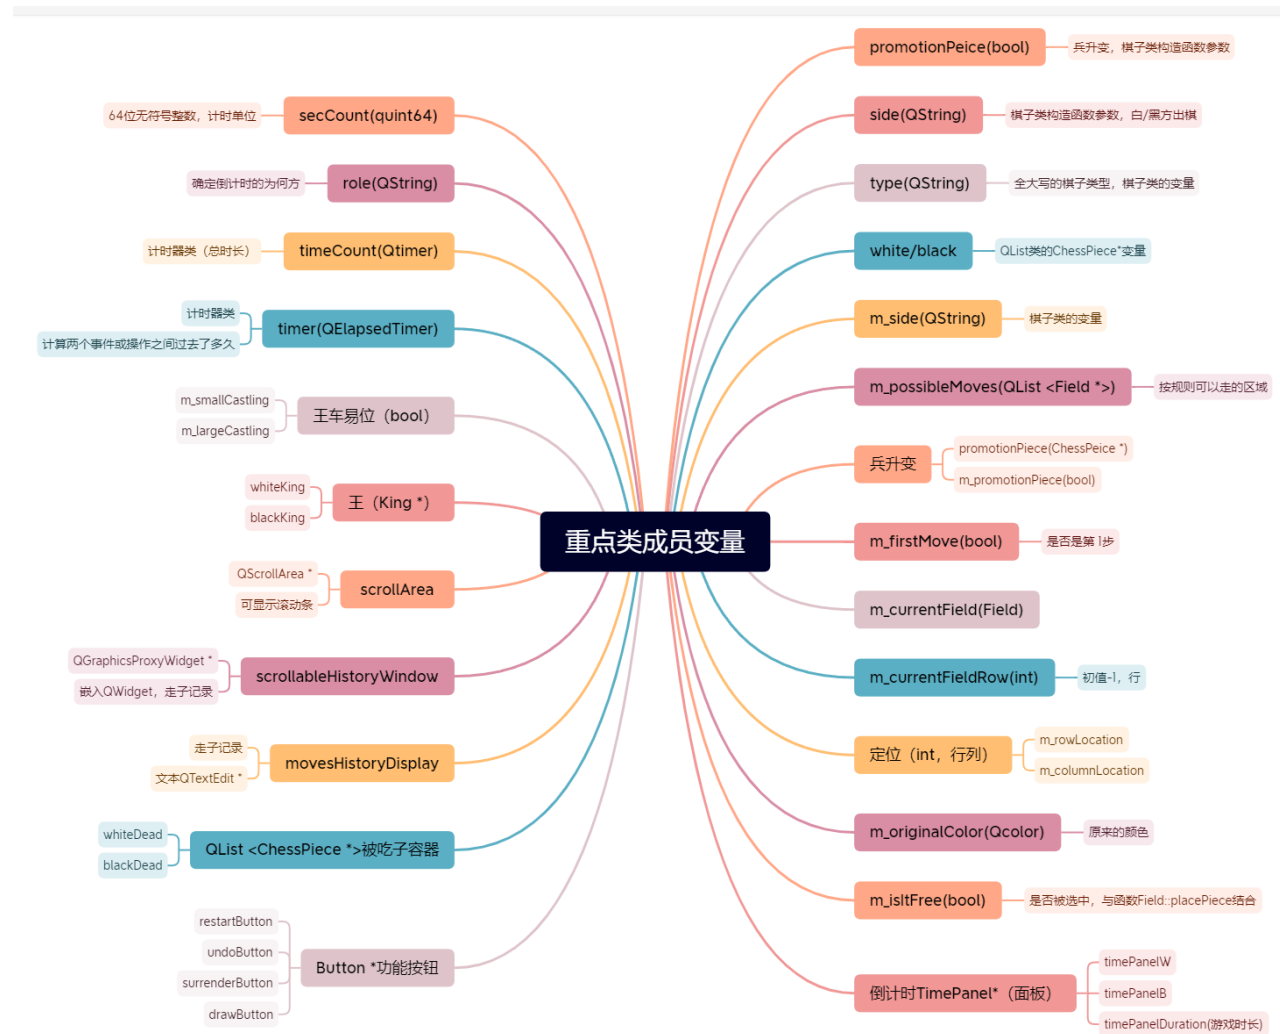 重点类成员变量
promotionPeice(bool)
兵升变，棋子类构造函数参数
side(QString)
棋子类构造函数参数，白/黑方出棋
type(QString)
全大写的棋子类型，棋子类的变量
white/black
QList类的ChessPiece*变量
m_side(QString)
棋子类的变量
m_possibleMoves(QList <Field *>)
按规则可以走的区域
兵升变
promotionPiece(ChessPeice *)
m_promotionPiece(bool)
m_firstMove(bool)
是否是第1步
m_currentField(Field)
m_currentFieldRow(int)
初值-1，行
定位（int，行列）
m_rowLocation
m_columnLocation
m_originalColor(Qcolor)
原来的颜色
m_isItFree(bool)
是否被选中，与函数Field::placePiece结合
倒计时TimePanel*（面板）
timePanelW
timePanelB
timePanelDuration(游戏时长)
secCount(quint64)
64位无符号整数，计时单位
role(QString)
确定倒计时的为何方
timeCount(Qtimer)
计时器类（总时长）
timer(QElapsedTimer)
计时器类
计算两个事件或操作之间过去了多久
王车易位（bool）
m_smallCastling
m_largeCastling
王（King *）
whiteKing
blackKing
scrollArea
QScrollArea *
可显示滚动条
scrollableHistoryWindow
QGraphicsProxyWidget *
嵌入QWidget，走子记录
movesHistoryDisplay
走子记录
文本QTextEdit *
QList <ChessPiece *>被吃子容器
whiteDead
blackDead
Button *功能按钮
restartButton
undoButton
surrenderButton
drawButton